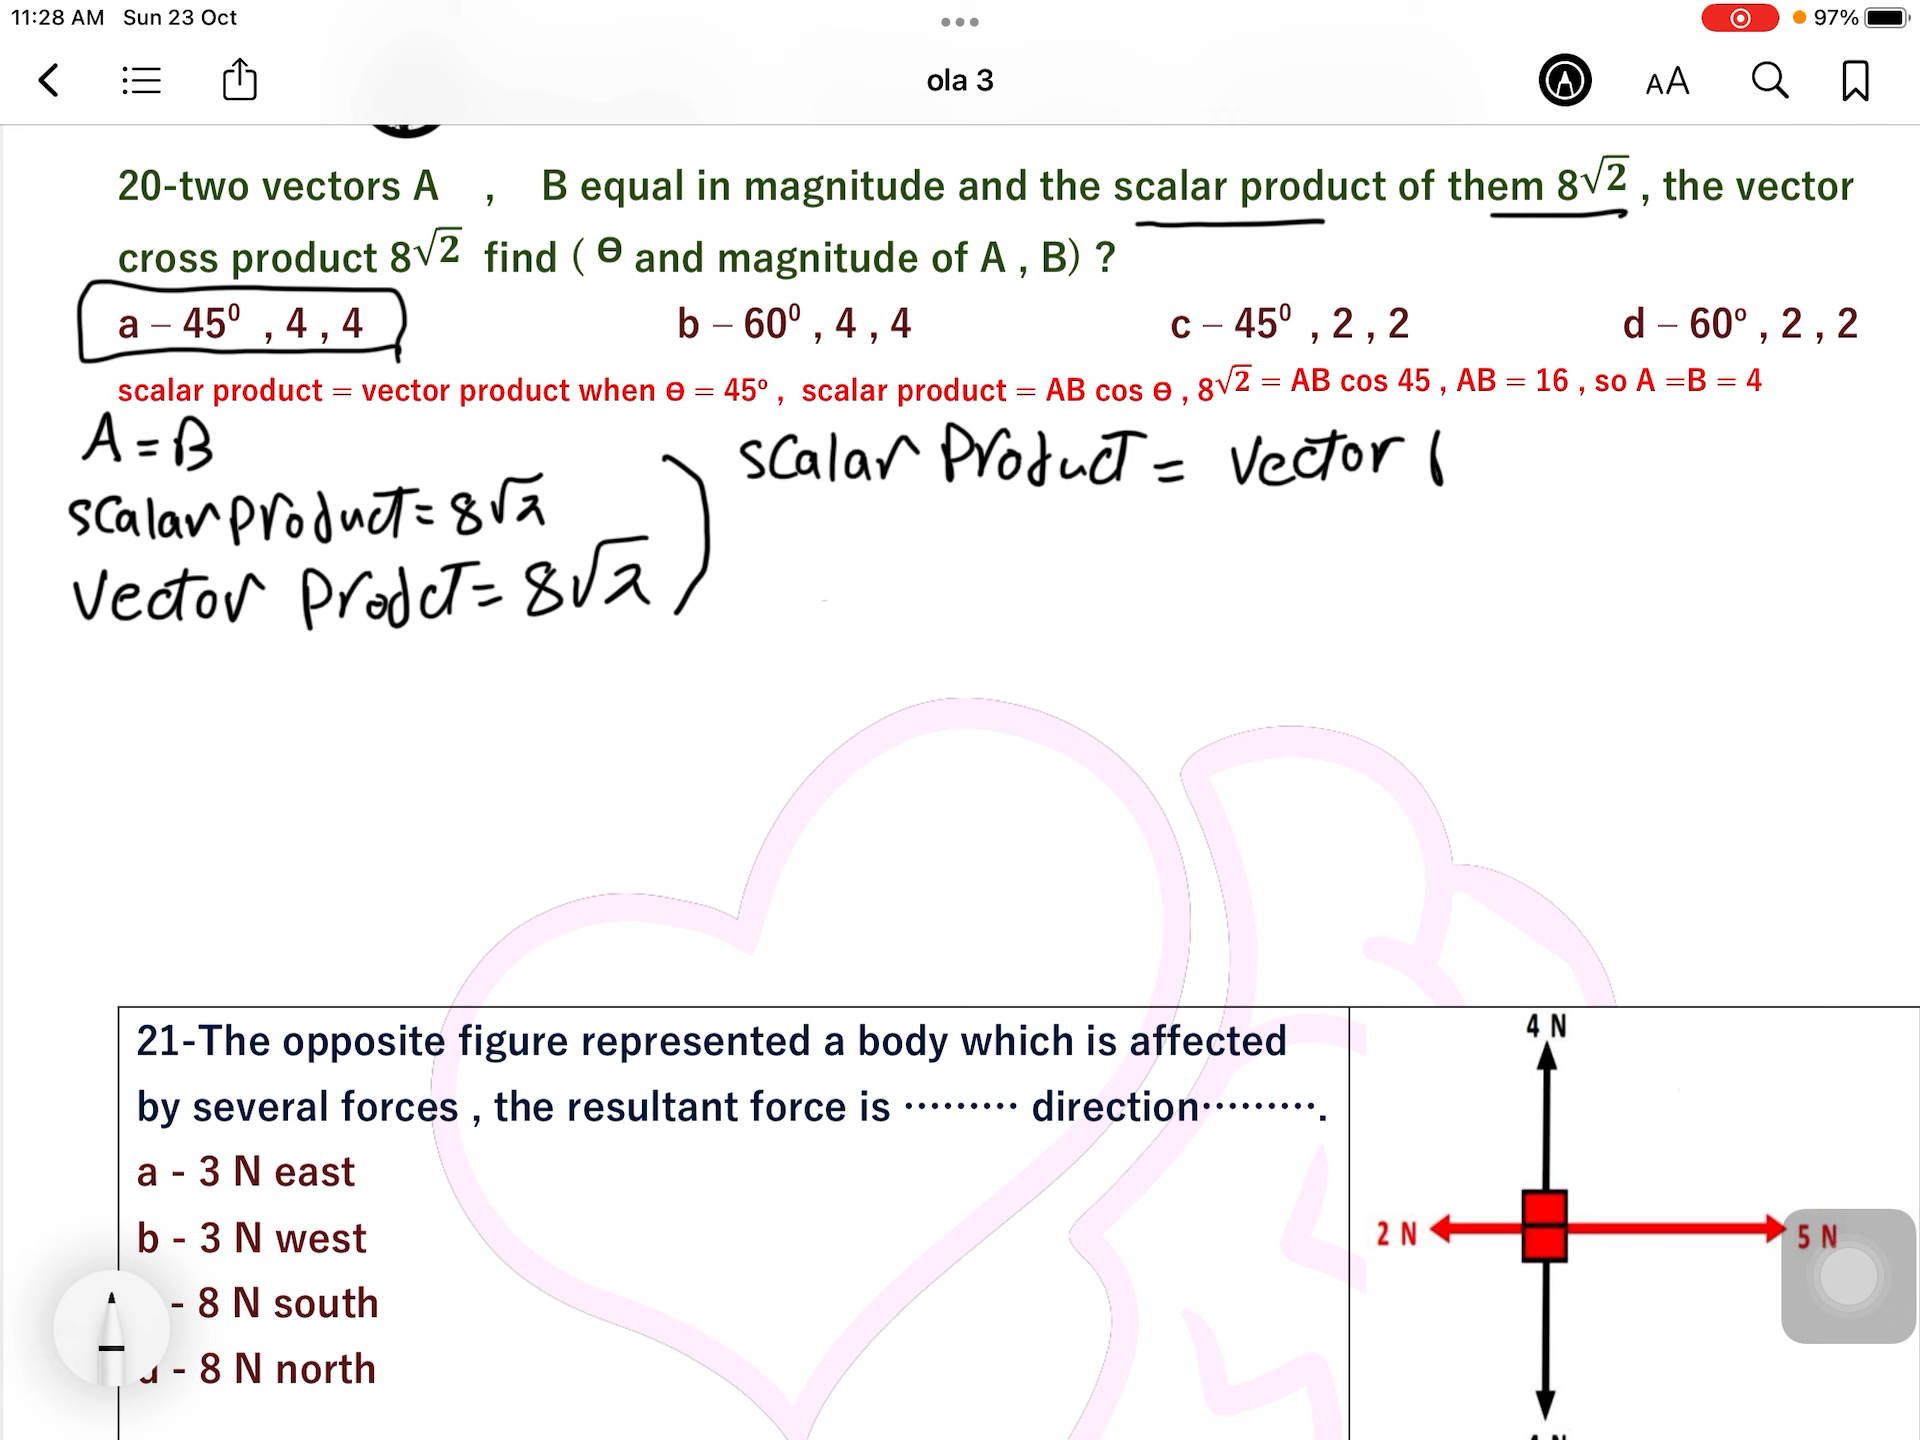 11:28 AM Sun 23 Oct
97%
ola 3
AA
20-two vectors A , B equal in magnitude and the scalar product of them 8√2 , the vector
cross product 8√2 find ( Ɵ and magnitude of A , B) ?
a – 45⁰ , 4 , 4
b – 60⁰ , 4 , 4
c – 45⁰ , 2 , 2
d – 60º , 2 , 2
scalar product = vector product when ɵ = 45º , scalar product = AB cos ɵ , 8√2 = AB cos 45 , AB = 16 , so A =B = 4
A = B
scalar product = 8√2
vector prodct = 8√2
scalar product = vector
21-The opposite figure represented a body which is affected
by several forces , the resultant force is ⋯⋯⋯ direction⋯⋯⋯.
a - 3 N east
b - 3 N west
- 8 N south
- 8 N north
4 N
2 N
5 N